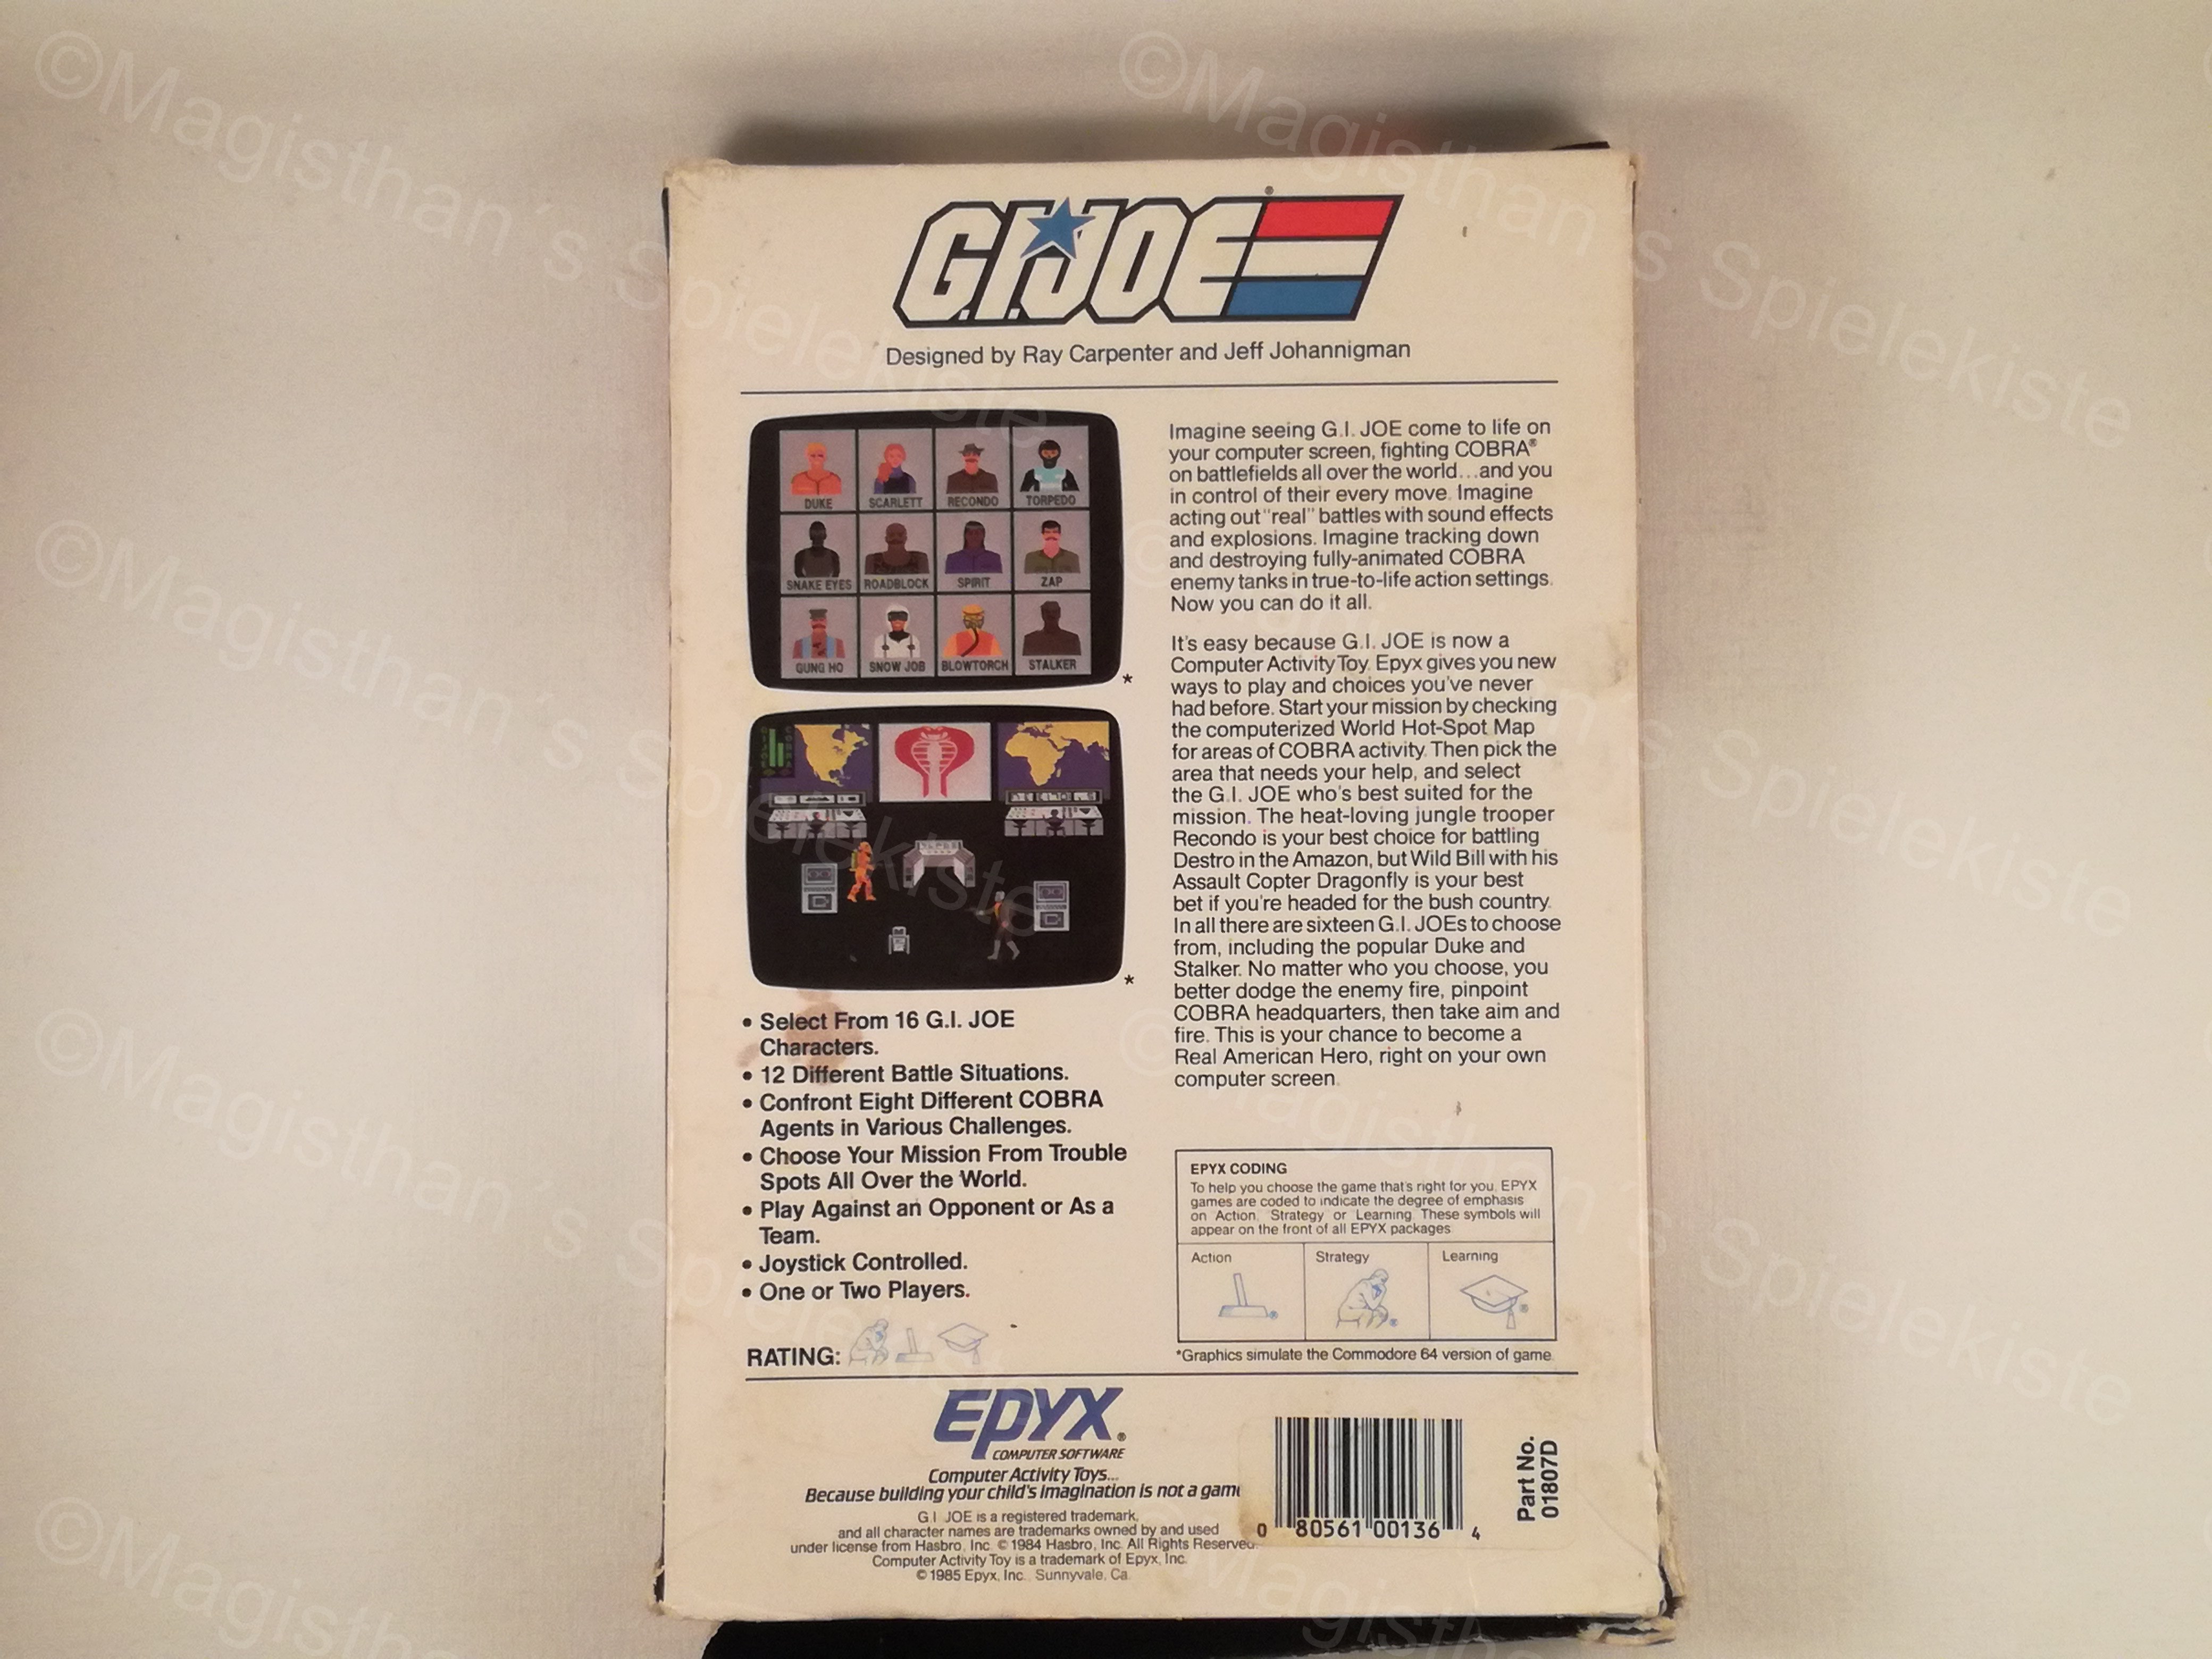 G.I. JOE
®
Designed by Ray Carpenter and Jeff Johannigman
DUKE SCARLETT RECONDO TORPEDO
SNAKE EYES ROADBLOCK SPIRIT ZAP
GUNG HO SNOW JOB BLOWTORCH STALKER
*
*
• Select From 16 G.I. JOE
Characters.
• 12 Different Battle Situations.
• Confront Eight Different COBRA
Agents in Various Challenges.
• Choose Your Mission From Trouble
Spots All Over the World.
• Play Against an Opponent or As a
Team.
• Joystick Controlled.
• One or Two Players.
RATING:
Imagine seeing G.I. JOE come to life on
your computer screen, fighting COBRA®
on battlefields all over the world...and you
in control of their every move. Imagine
acting out "real" battles with sound effects
and explosions. Imagine tracking down
and destroying fully-animated COBRA
enemy tanks in true-to-life action settings.
Now you can do it all.
It's easy because G.I. JOE is now a
Computer Activity Toy. Epyx gives you new
ways to play and choices you've never
had before. Start your mission by checking
the computerized World Hot-Spot Map
for areas of COBRA activity. Then pick the
area that needs your help, and select
the G.I. JOE who's best suited for the
mission. The heat-loving jungle trooper
Recondo is your best choice for battling
Destro in the Amazon, but Wild Bill with his
Assault Copter Dragonfly is your best
bet if you're headed for the bush country.
In all there are sixteen G.I. JOEs to choose
from, including the popular Duke and
Stalker. No matter who you choose, you
better dodge the enemy fire, pinpoint
COBRA headquarters, then take aim and
fire. This is your chance to become a
Real American Hero, right on your own
computer screen.
EPYX CODING
To help you choose the game that's right for you, EPYX
games are coded to indicate the degree of emphasis
on Action, Strategy or Learning. These symbols will
appear on the front of all EPYX packages
Action Strategy Learning
*Graphics simulate the Commodore 64 version of game.
EPYX®
COMPUTER SOFTWARE
Computer Activity Toys...
Because building your child's imagination is not a game
G.I. JOE is a registered trademark,
and all character names are trademarks owned by and used
under license from Hasbro, Inc. © 1984 Hasbro, Inc. All Rights Reserved.
Computer Activity Toy is a trademark of Epyx, Inc.
© 1985 Epyx, Inc., Sunnyvale, Ca.
0 80561 00136 4
Part No.
01807D
©Magisthan´s Spielekiste
©Magisthan´s Spielekiste
©Magisthan´s Spielekiste
©Magisthan´s Spielekiste
©Magisthan´s Spielekiste
©Magisthan´s Spielekiste
©Magisthan
©Magisthan´s